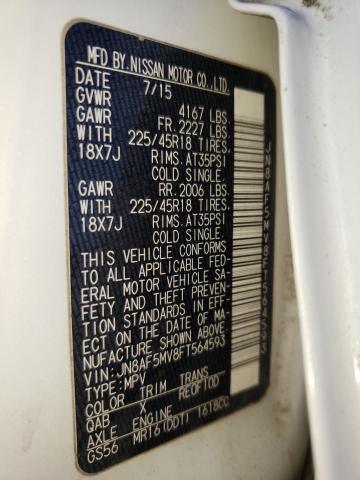 MFD BY.NISSAN MOTOR CO.,LTD.
DATE 7/15
GVWR 4167 LBS.
GAWR FR. 2227 LBS.
WITH 225/45R18 TIRES.
18X7J RIMS. AT35PSI
COLD SINGLE.
GAWR RR. 2006 LBS.
WITH 225/45R18 TIRES.
18X7J RIMS. AT35PSI
COLD SINGLE.
THIS VEHICLE CONFORMS
TO ALL APPLICABLE FED-
ERAL MOTOR VEHICLE SA-
FETY AND THEFT PREVEN-
TION STANDARDS IN EFF-
ECT ON THE DATE OF MA-
NUFACTURE SHOWN ABOVE.
VIN: JN8AF5MV8FT564593
TYPE: MPV
COLOR TRIM TRANS
QAB X RE0F10D
AXLE ENGINE
GS56 MR16(DDT) 1618CC
JN8AF5MV8FT564593